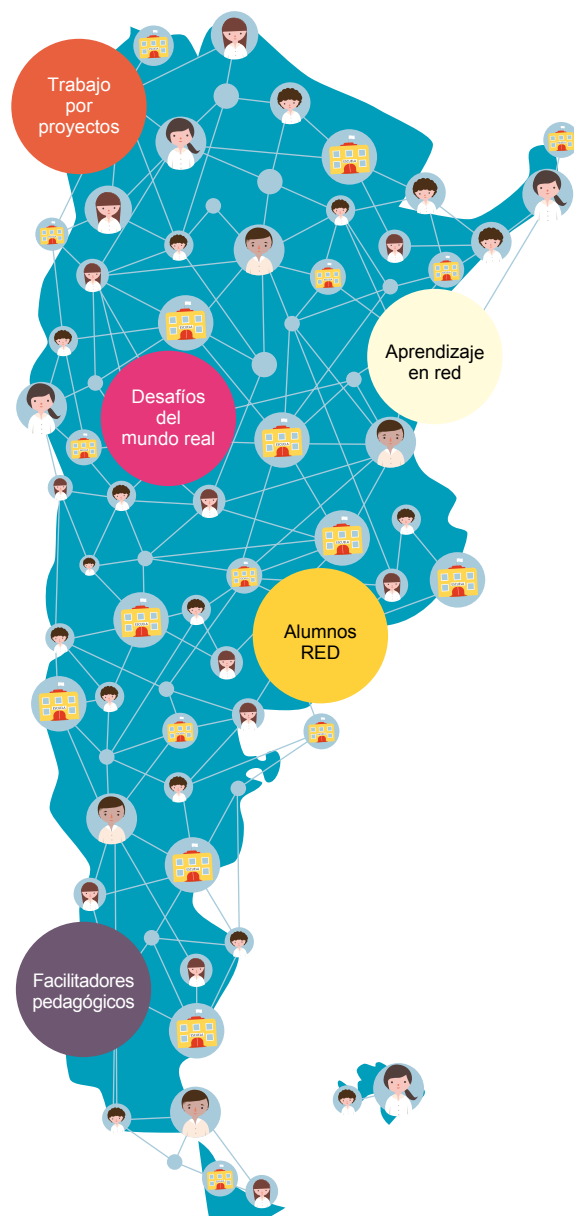 Trabajo
por
proyectos
Aprendizaje
en red
Desafíos
del
mundo real
Alumnos
RED
Facilitadores
pedagógicos